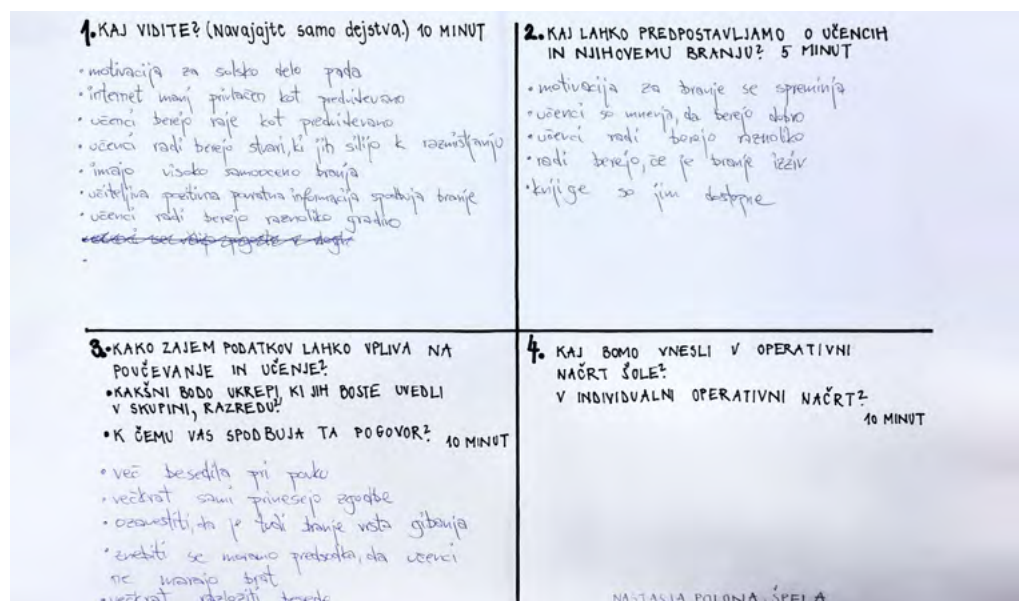 1. KAJ VIDITE? (Navajajte samo dejstva.) 10 MINUT
• motivacija za šolsko delo pada
• internet manj privlačen kot predvidevano
• učenci berejo raje kot predvidevano
• učenci radi berejo stvari, ki jih silijo k razmišljanju
• imajo visoko samooceno branja
• učiteljiva pozitivna povratna informacija spodbuja branje
• učenci radi berejo raznoliko gradivo
2. KAJ LAHKO PREDPOSTAVLJAMO O UČENCIH
IN NJIHOVEMU BRANJU? 5 MINUT
• motivacija za branje se spreminja
• učenci so mnenja, da berejo dobro
• učenci radi berejo raznoliko
• radi berejo, če je branje izziv
• knjige so jim dostopne
3. • KAKO ZAJEM PODATKOV LAHKO VPLIVA NA
POUČEVANJE IN UČENJE?
• KAKŠNI BODO UKREPI, KI JIH BOSTE UVEDLI
V SKUPINI, RAZREDU?
• K ČEMU VAS SPODBUJA TA POGOVOR? 10 MINUT
• več besedila pri pouku
• večkrat sami prinesejo zgodbe
• ozavestiti, da je tudi branje vrsta gibanja
• znebiti se moramo predsodka, da učenci
ne marajo brat
• večkrat razložiti besede
4. KAJ BOMO VNESLI V OPERATIVNI
NAČRT ŠOLE?
V INDIVIDUALNI OPERATIVNI NAČRT?
10 MINUT
NASTASJA, POLONA, ŠPELA